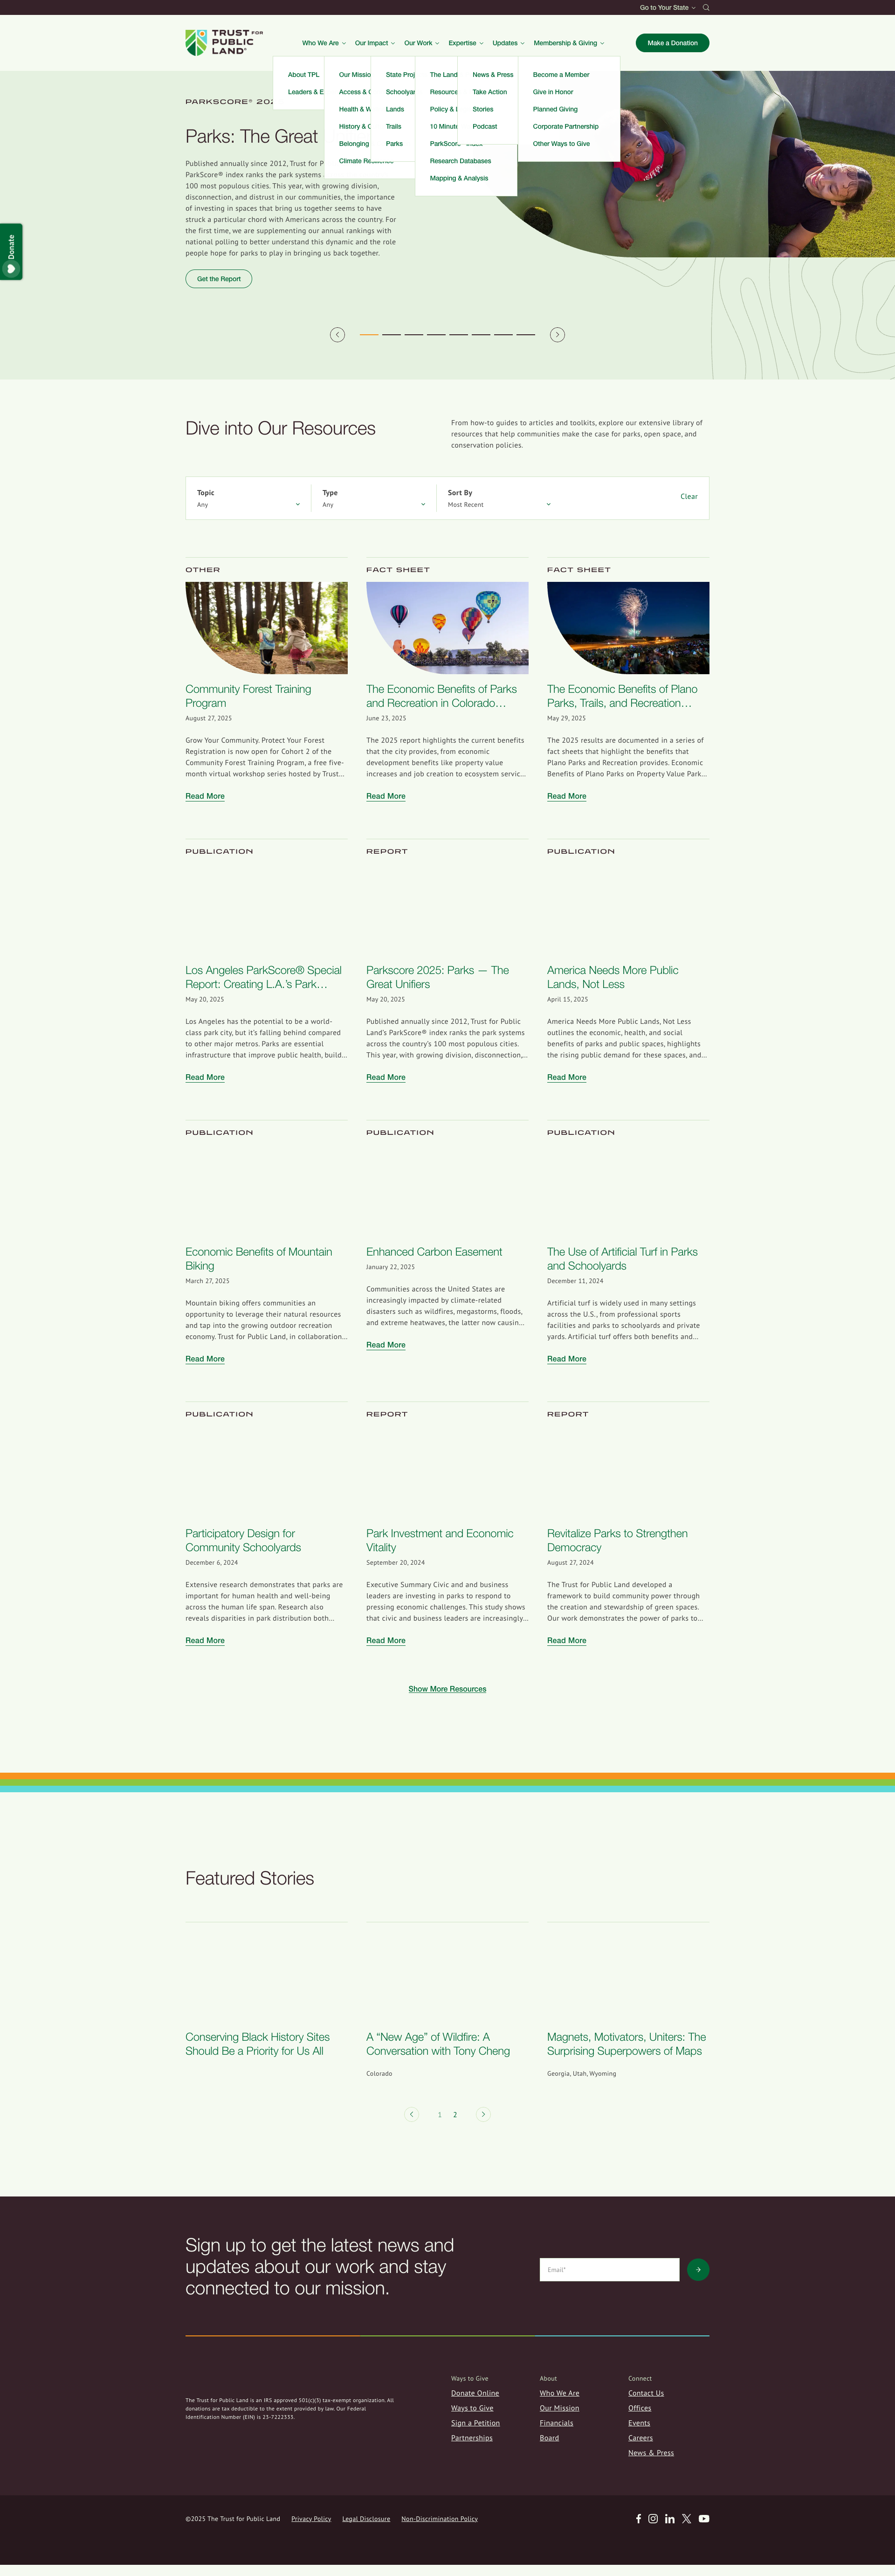 Go to Your State
TRUST FOR
PUBLIC
LAND®
Who We Are
Our Impact
Our Work
Expertise
Updates
Membership & Giving
Make a Donation
About TPL
Leaders &
Access &
Health &
History &
Belonging
Climate
Lands
Trails
Parks
The Land
Policy &
10 Minute
Research Databases
Mapping & Analysis
News & Press
Take Action
Stories
Podcast
Become a Member
Give in Honor
Planned Giving
Corporate Partnership
Other Ways to Give
PARKSCORE®
Parks: The Great
Published annually since 2012, Trust for
ParkScore® index ranks the park systems
100 most populous cities. This year, with growing division,
disconnection, and distrust in our communities, the importance
of investing in spaces that bring us together seems to have
struck a particular chord with Americans across the country. For
the first time, we are supplementing our annual rankings with
national polling to better understand this dynamic and the role
people hope for parks to play in bringing us back together.
Get the Report
Donate
Dive into Our Resources
From how-to guides to articles and toolkits, explore our extensive library of
resources that help communities make the case for parks, open space, and
conservation policies.
Topic
Any
Type
Any
Sort By
Most Recent
Clear
OTHER
Community Forest Training
Program
August 27, 2025
Grow Your Community. Protect Your Forest
Registration is now open for Cohort 2 of the
Community Forest Training Program, a free five-
month virtual workshop series hosted by Trust...
Read More
FACT SHEET
The Economic Benefits of Parks
and Recreation in Colorado...
June 23, 2025
The 2025 report highlights the current benefits
that the city provides, from economic
development benefits like property value
increases and job creation to ecosystem servic...
Read More
FACT SHEET
The Economic Benefits of Plano
Parks, Trails, and Recreation...
May 29, 2025
The 2025 results are documented in a series of
fact sheets that highlight the benefits that
Plano Parks and Recreation provides. Economic
Benefits of Plano Parks on Property Value Park...
Read More
PUBLICATION
Los Angeles ParkScore® Special
Report: Creating L.A.'s Park...
May 20, 2025
Los Angeles has the potential to be a world-
class park city, but it's falling behind compared
to other major metros. Parks are essential
infrastructure that improve public health, build...
Read More
REPORT
Parkscore 2025: Parks — The
Great Unifiers
May 20, 2025
Published annually since 2012, Trust for Public
Land's ParkScore® index ranks the park systems
across the country's 100 most populous cities.
This year, with growing division, disconnection,...
Read More
PUBLICATION
America Needs More Public
Lands, Not Less
April 15, 2025
America Needs More Public Lands, Not Less
outlines the economic, health, and social
benefits of parks and public spaces, highlights
the rising public demand for these spaces, and...
Read More
PUBLICATION
Economic Benefits of Mountain
Biking
March 27, 2025
Mountain biking offers communities an
opportunity to leverage their natural resources
and tap into the growing outdoor recreation
economy. Trust for Public Land, in collaboration...
Read More
PUBLICATION
Enhanced Carbon Easement
January 22, 2025
Communities across the United States are
increasingly impacted by climate-related
disasters such as wildfires, megastorms, floods,
and extreme heatwaves, the latter now causin...
Read More
PUBLICATION
The Use of Artificial Turf in Parks
and Schoolyards
December 11, 2024
Artificial turf is widely used in many settings
across the U.S., from professional sports
facilities and parks to schoolyards and private
yards. Artificial turf offers both benefits and...
Read More
PUBLICATION
Participatory Design for
Community Schoolyards
December 6, 2024
Extensive research demonstrates that parks are
important for human health and well-being
across the human life span. Research also
reveals disparities in park distribution both...
Read More
REPORT
Park Investment and Economic
Vitality
September 20, 2024
Executive Summary Civic and and business
leaders are investing in parks to respond to
pressing economic challenges. This study shows
that civic and business leaders are increasingly...
Read More
REPORT
Revitalize Parks to Strengthen
Democracy
August 27, 2024
The Trust for Public Land developed a
framework to build community power through
the creation and stewardship of green spaces.
Our work demonstrates the power of parks to...
Read More
Show More Resources
Featured Stories
Conserving Black History Sites
Should Be a Priority for Us All
A “New Age” of Wildfire: A
Conversation with Tony Cheng
Colorado
Magnets, Motivators, Uniters: The
Surprising Superpowers of Maps
Georgia, Utah, Wyoming
1 2
Sign up to get the latest news and
updates about our work and stay
connected to our mission.
Email*
The Trust for Public Land is an IRS approved 501(c)(3) tax-exempt organization. All
donations are tax deductible to the extent provided by law. Our Federal
Identification Number (EIN) is 23-7222333.
Ways to Give
Donate Online
Ways to Give
Sign a Petition
Partnerships
About
Who We Are
Our Mission
Financials
Board
Connect
Contact Us
Offices
Events
Careers
News & Press
©2025 The Trust for Public Land
Privacy Policy
Legal Disclosure
Non-Discrimination Policy